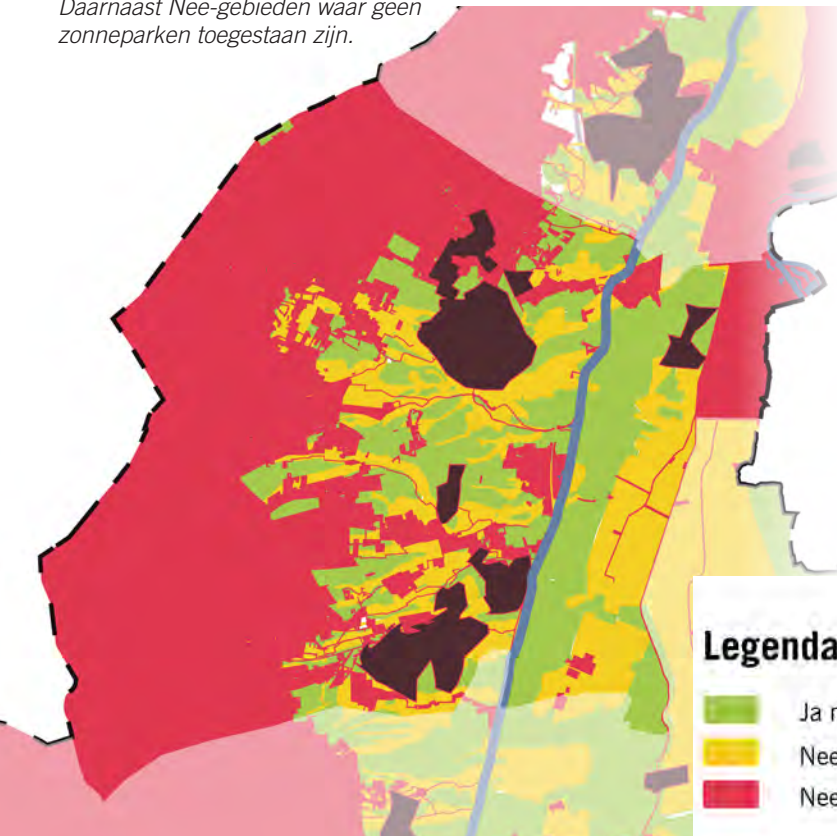 Daarnaast Nee-gebieden waar geen
zonneparken toegestaan zijn.
Legenda
Ja
Nee
Nee